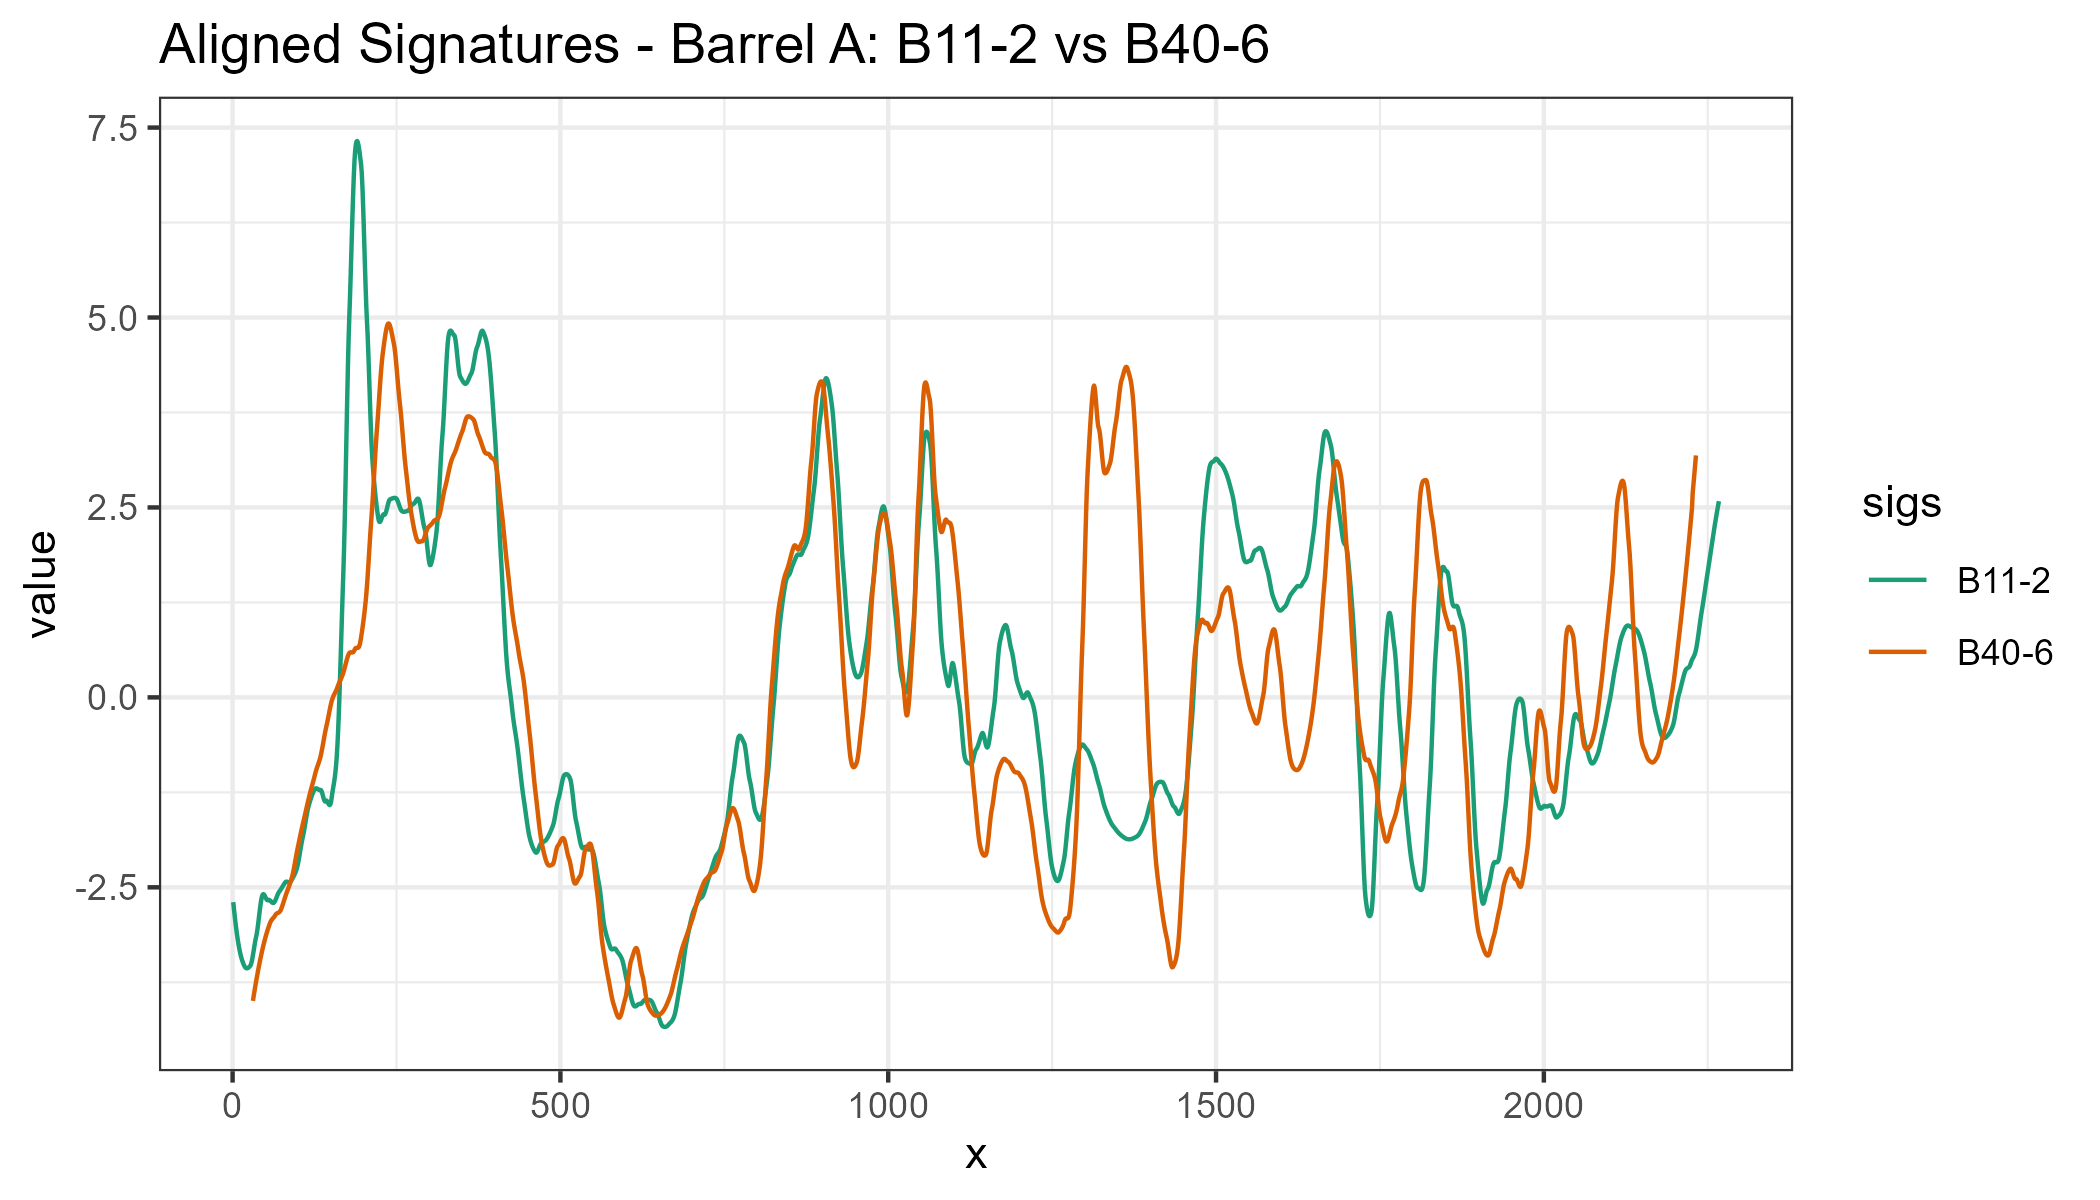 Aligned Signatures - Barrel A: B11-2 vs B40-6
7.5
5.0
2.5
0.0
-2.5
value
0 500 1000 1500 2000
x
sigs
B11-2
B40-6